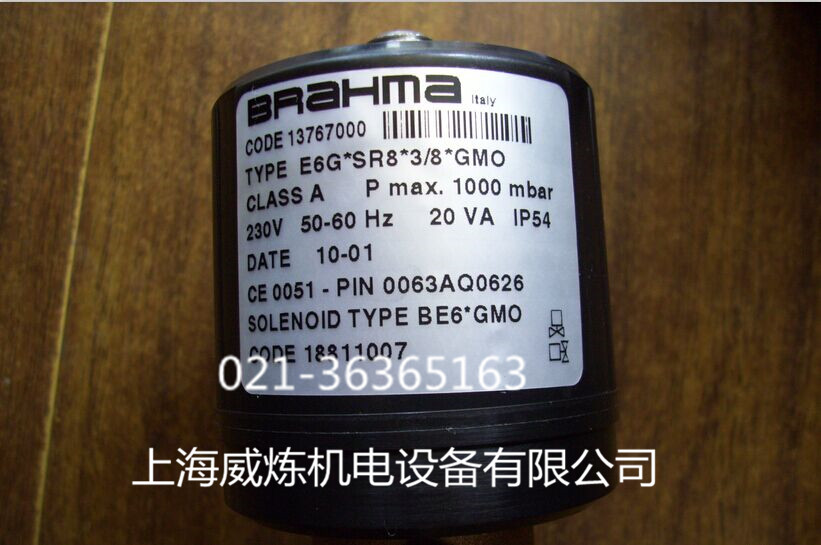 BRAHMA Italy
CODE 13767000
TYPE E6G*SR8*3/8*GMO
CLASS A P max. 1000 mbar
230V 50-60 Hz 20 VA IP54
DATE 10-01
CE 0051 - PIN 0063AQ0626
SOLENOID TYPE BE6*GMO
CODE 18811007
021-36365163
上海威炼机电设备有限公司